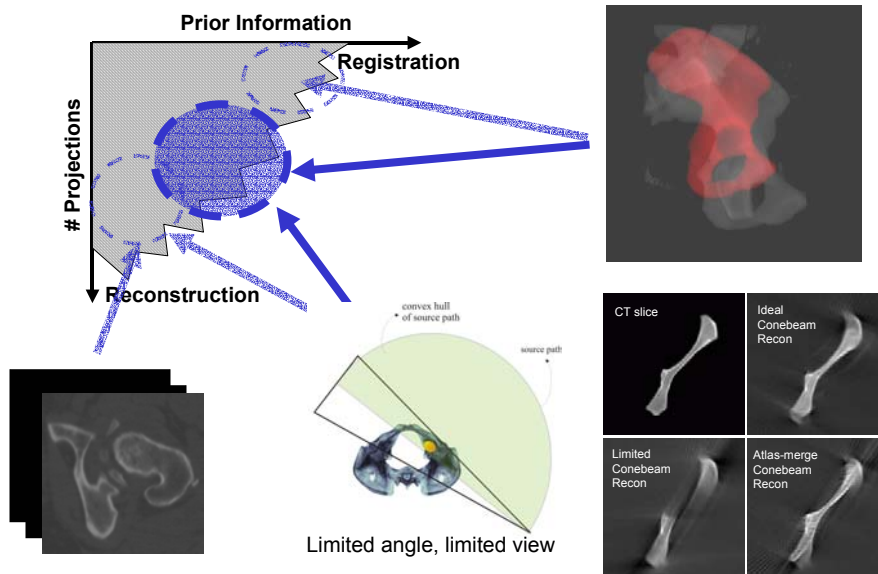 Prior Information
Registration
# Projections
Reconstruction
convex hull
of source path
source path
Limited angle, limited view
CT slice
Ideal
Conebeam
Recon
Limited
Conebeam
Recon
Atlas-merge
Conebeam
Recon